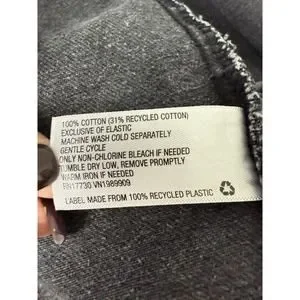 100% COTTON (31% RECYCLED COTTON)
EXCLUSIVE OF ELASTIC
MACHINE WASH COLD SEPARATELY
GENTLE CYCLE
ONLY NON-CHLORINE BLEACH IF NEEDED
TUMBLE DRY LOW, REMOVE PROMPTLY
WARM IRON IF NEEDED
RN17730 VN1989909
LABEL MADE FROM 100% RECYCLED PLASTIC